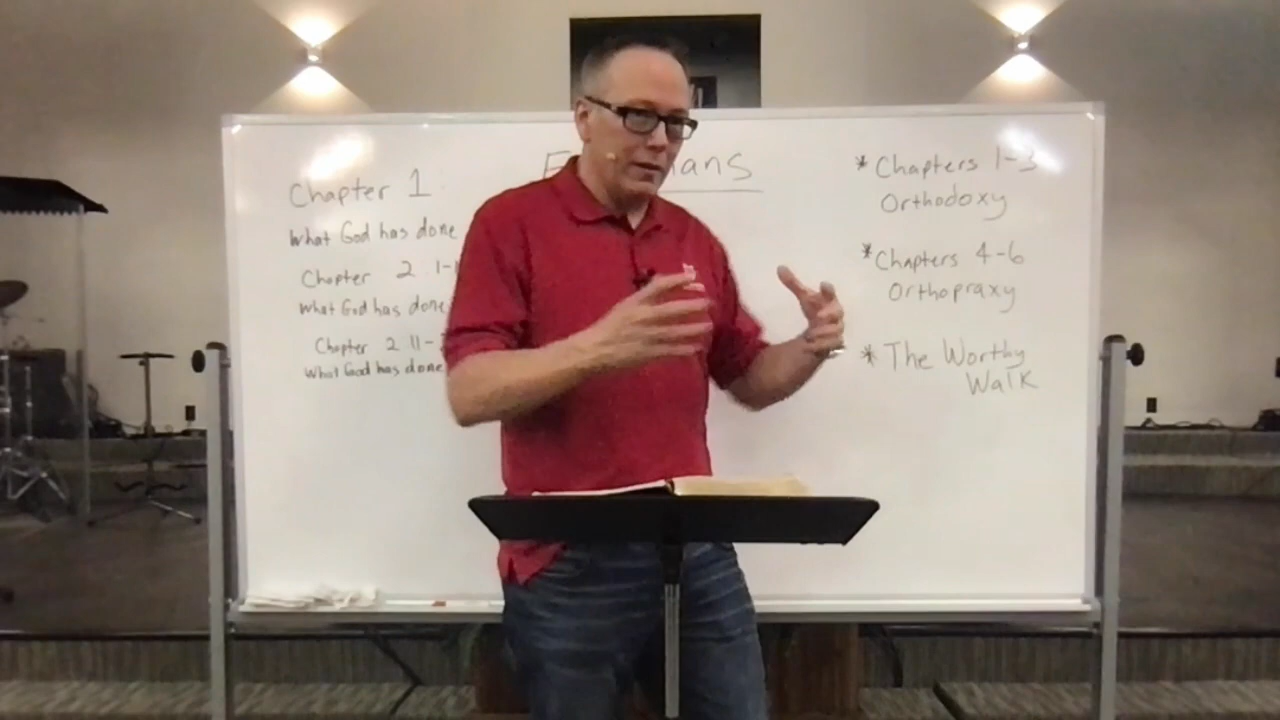 Chapter 1
What God has done
Chapter 2 1-
What God has done
Chapter 2 11-
What God has done
E mans
* Chapters 1-3
Orthodoxy
* Chapters 4-6
Orthopraxy
* The Worthy
Walk